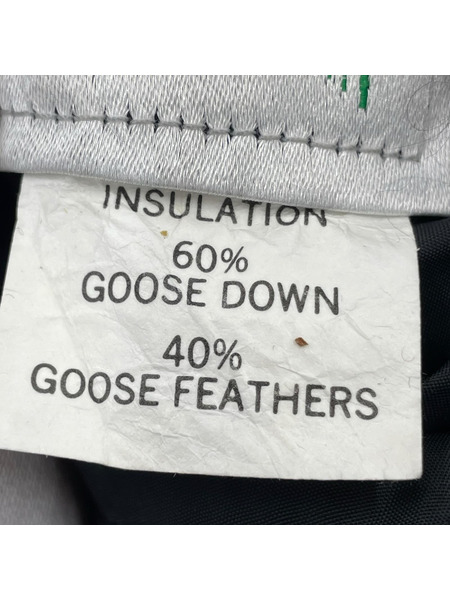 INSULATION
60%
GOOSE DOWN
40%
GOOSE FEATHERS